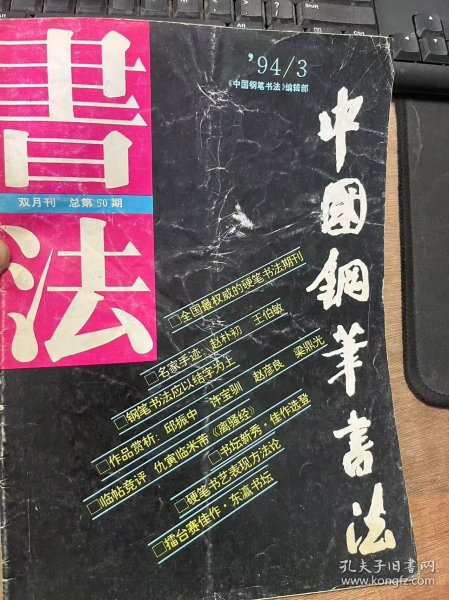 書法
双月刊 总第50期
'94/3
《中国钢笔书法》编辑部
中國鋼筆書法
□全国最权威的硬笔书法期刊
□名家手迹 赵朴初 王伯敏
□钢笔书法应以结字为上
□作品赏析：邱振中 许宝驯 赵彦良 梁鼎光
□临帖竞评 仇寅临米芾《离骚经》
□书坛新秀·佳作选登
□硬笔书艺表现方法论
□擂台赛佳作·东瀛书坛
孔夫子旧书网
kongfz.com